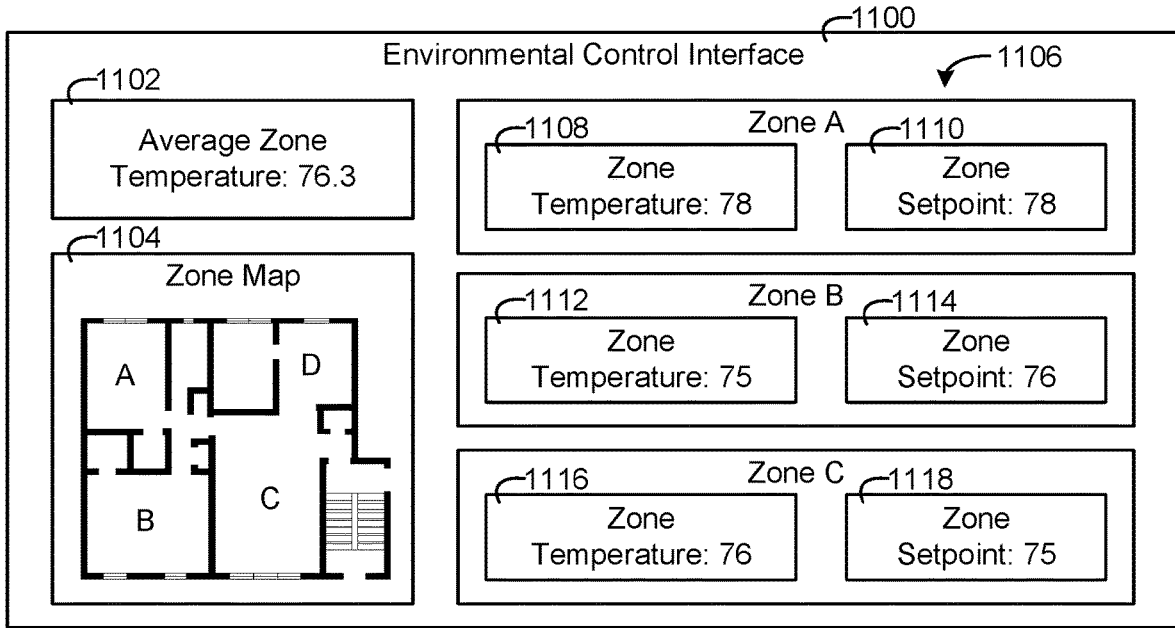 1100
Environmental Control Interface
1106
1102
Average Zone
Temperature: 76.3
1104
Zone Map
A
D
B
C
Zone A
1108
Zone
Temperature: 78
1110
Zone
Setpoint: 78
Zone B
1112
Zone
Temperature: 75
1114
Zone
Setpoint: 76
Zone C
1116
Zone
Temperature: 76
1118
Zone
Setpoint: 75